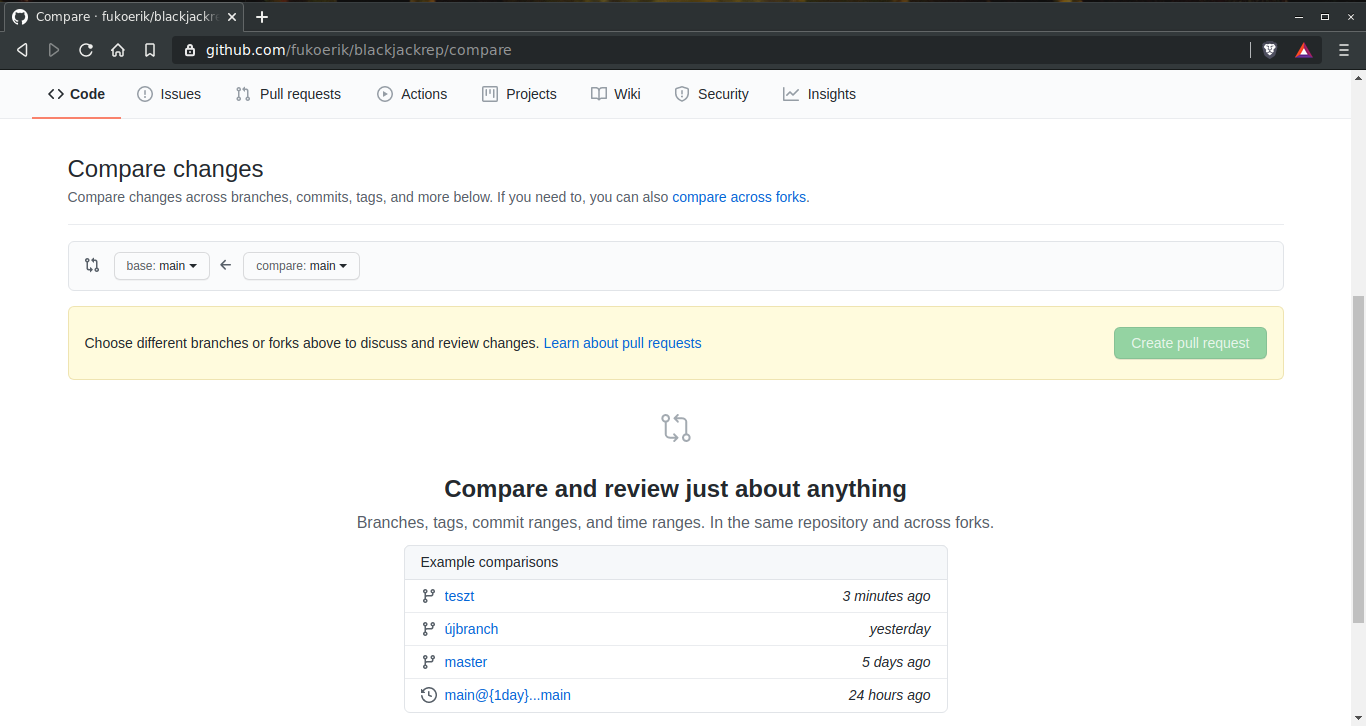 Compare · fukoerik/blackjackre
github.com/fukoerik/blackjackrep/compare
Code Issues Pull requests Actions Projects Wiki Security Insights
Compare changes
Compare changes across branches, commits, tags, and more below. If you need to, you can also compare across forks.
base: main compare: main
Choose different branches or forks above to discuss and review changes. Learn about pull requests Create pull request
Compare and review just about anything
Branches, tags, commit ranges, and time ranges. In the same repository and across forks.
Example comparisons
teszt 3 minutes ago
újbranch yesterday
master 5 days ago
main@{1day}...main 24 hours ago